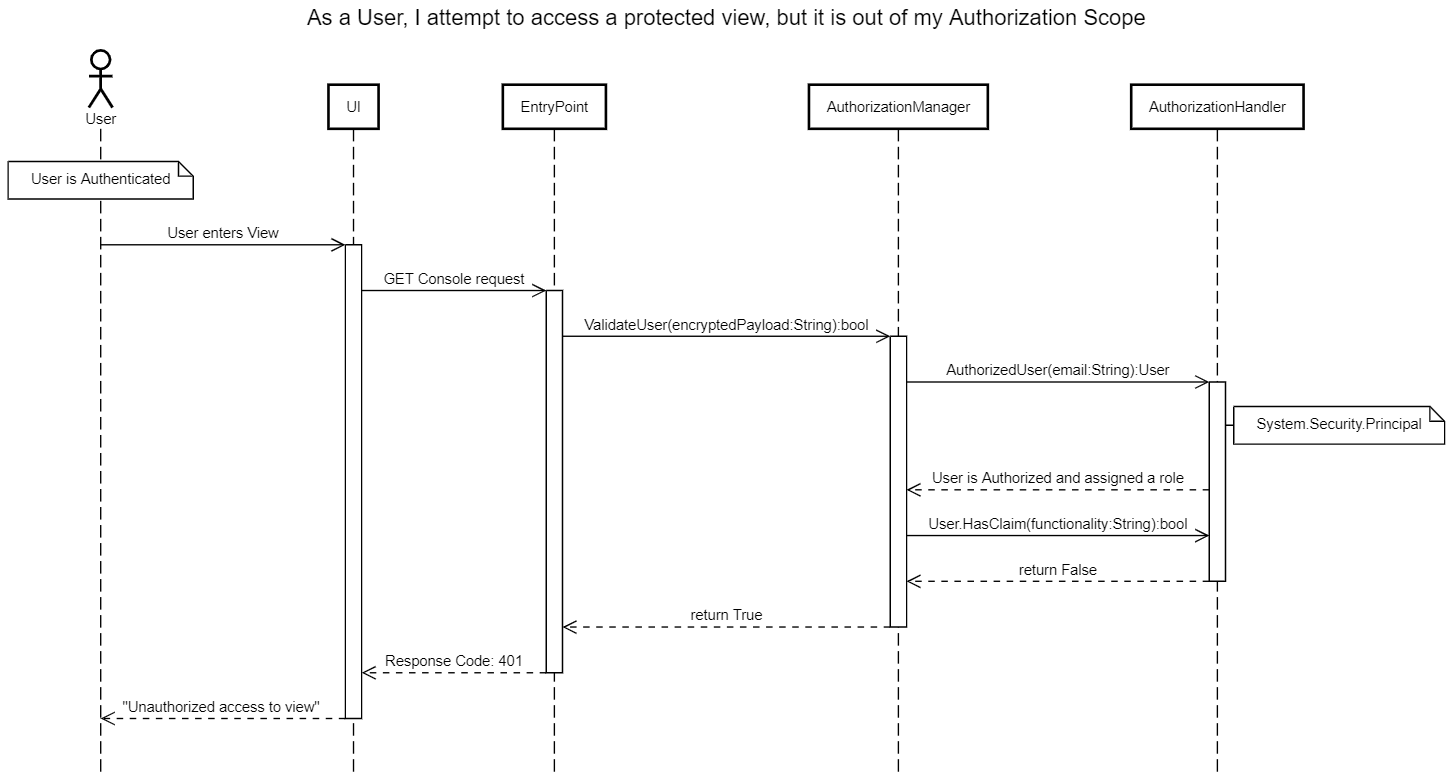 As a User, I attempt to access a protected view, but it is out of my Authorization Scope
User
UI
EntryPoint
AuthorizationManager
AuthorizationHandler
User is Authenticated
User enters View
GET Console request
ValidateUser(encryptedPayload:String):bool
AuthorizedUser(email:String):User
System.Security.Principal
User is Authorized and assigned a role
User.HasClaim(functionality:String):bool
return False
return True
Response Code: 401
"Unauthorized access to view"